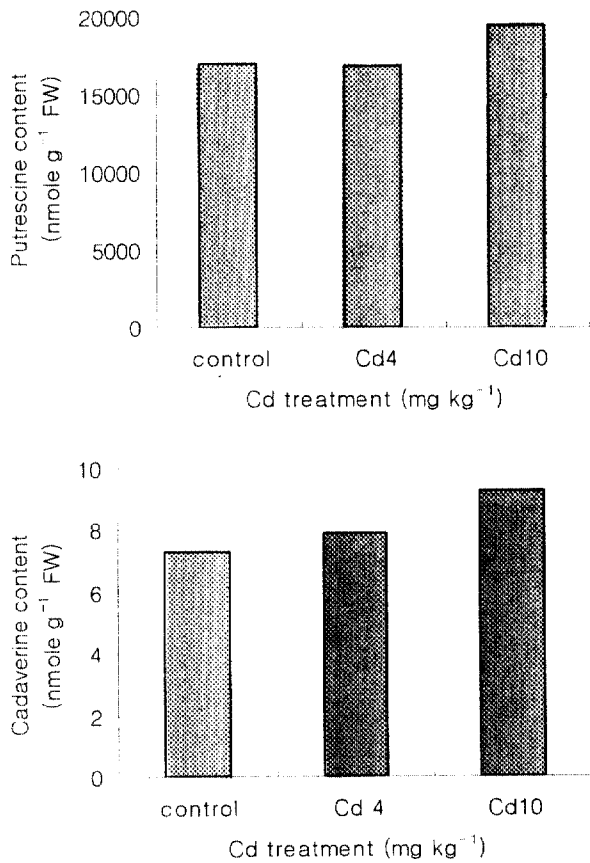 20000
15000
10000
5000
0
Putrescine content
(nmole g⁻¹ FW)
control Cd4 Cd10
Cd treatment (mg kg⁻¹)
10
8
6
4
2
0
Cadaverine content
(nmole g⁻¹ FW)
control Cd 4 Cd10
Cd treatment (mg kg⁻¹)